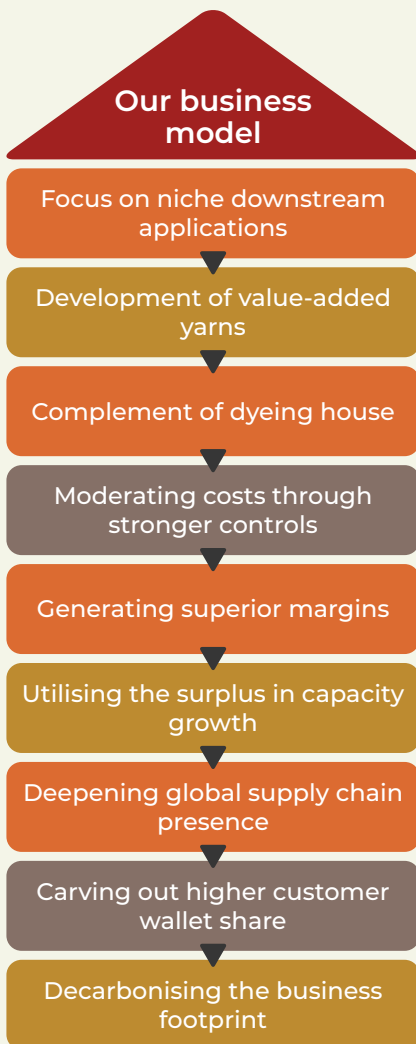 Our business
model
Focus on niche downstream
applications
Development of value-added
yarns
Complement of dyeing house
Moderating costs through
stronger controls
Generating superior margins
Utilising the surplus in capacity
growth
Deepening global supply chain
presence
Carving out higher customer
wallet share
Decarbonising the business
footprint